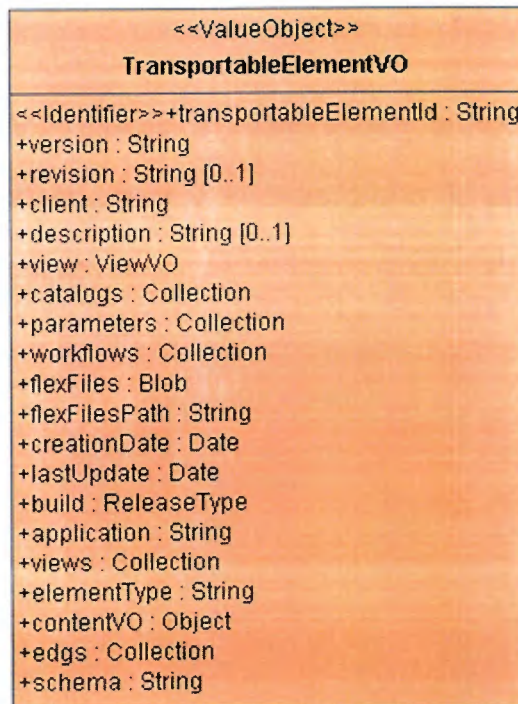 <<ValueObject>>
TransportableElementVO
<<Identifier>>+transportableElementId : String
+version : String
+revision : String [0..1]
+client : String
+description : String [0..1]
+view : ViewVO
+catalogs : Collection
+parameters : Collection
+workflows : Collection
+flexFiles : Blob
+flexFilesPath : String
+creationDate : Date
+lastUpdate : Date
+build : ReleaseType
+application : String
+views : Collection
+elementType : String
+contentVO : Object
+edgs : Collection
+schema : String